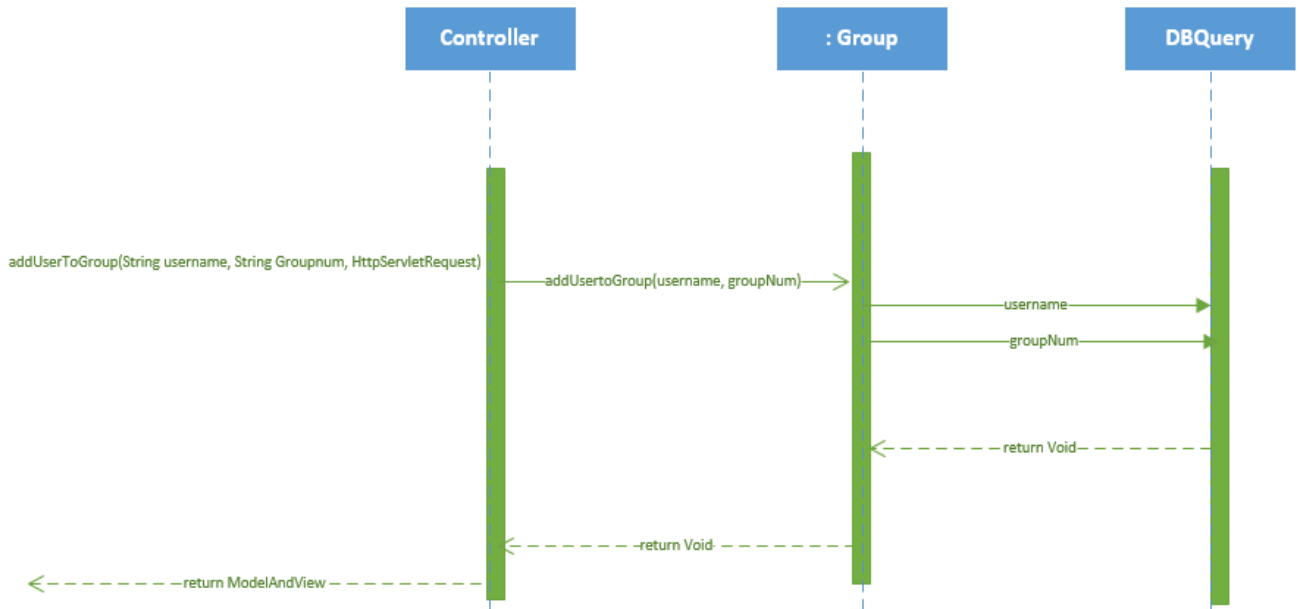 Controller
: Group
DBQuery
addUserToGroup(String username, String Groupnum, HttpServletRequest)
addUsertoGroup(username, groupNum)
username
groupNum
return Void
return Void
return ModelAndView